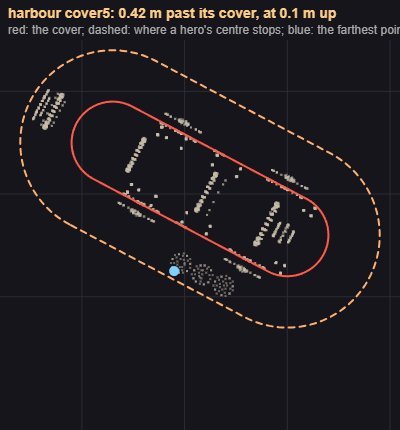 harbour cover5: 0.42 m past its cover, at 0.1 m up
red: the cover; dashed: where a hero's centre stops; blue: the farthest poin